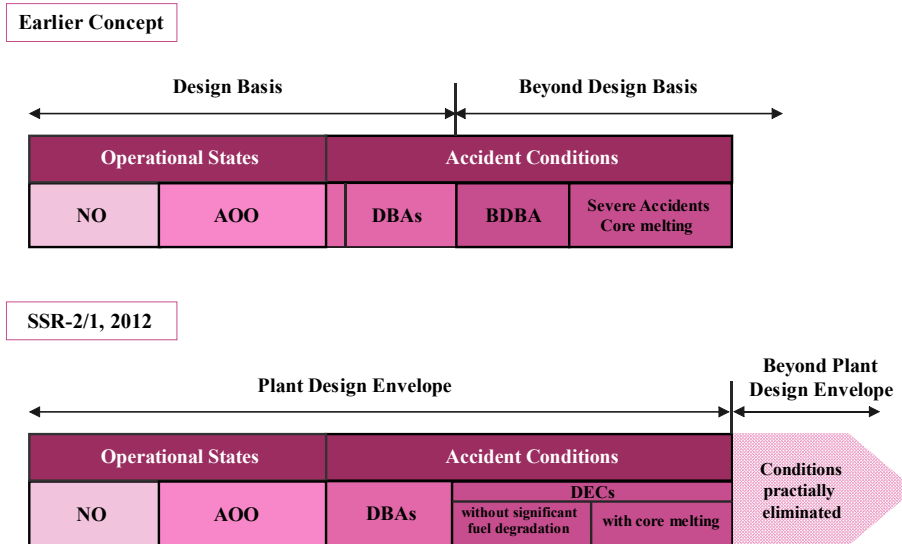 Earlier Concept
Design Basis
Beyond Design Basis
Operational States
Accident Conditions
NO
AOO
DBAs
BDBA
Severe Accidents
Core melting
SSR-2/1, 2012
Plant Design Envelope
Beyond Plant
Design Envelope
Operational States
Accident Conditions
NO
AOO
DBAs
DECs
without significant
fuel degradation
with core melting
Conditions
practially
eliminated